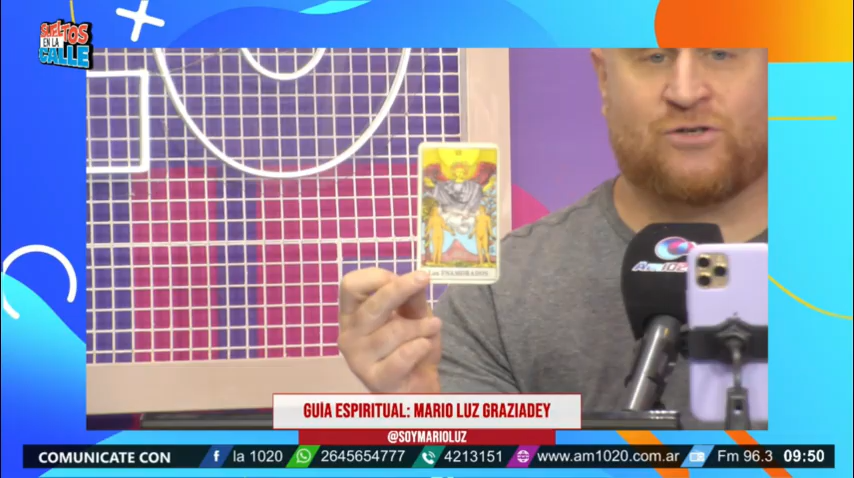 SUELTOS
EN LA
CALLE
VI
Los ENAMORADOS
AM1020
GUÍA ESPIRITUAL: MARIO LUZ GRAZIADEY
@SOYMARIOLUZ
COMUNICATE CON la 1020 2645654777 4213151 www.am1020.com.ar Fm 96.3 09:50